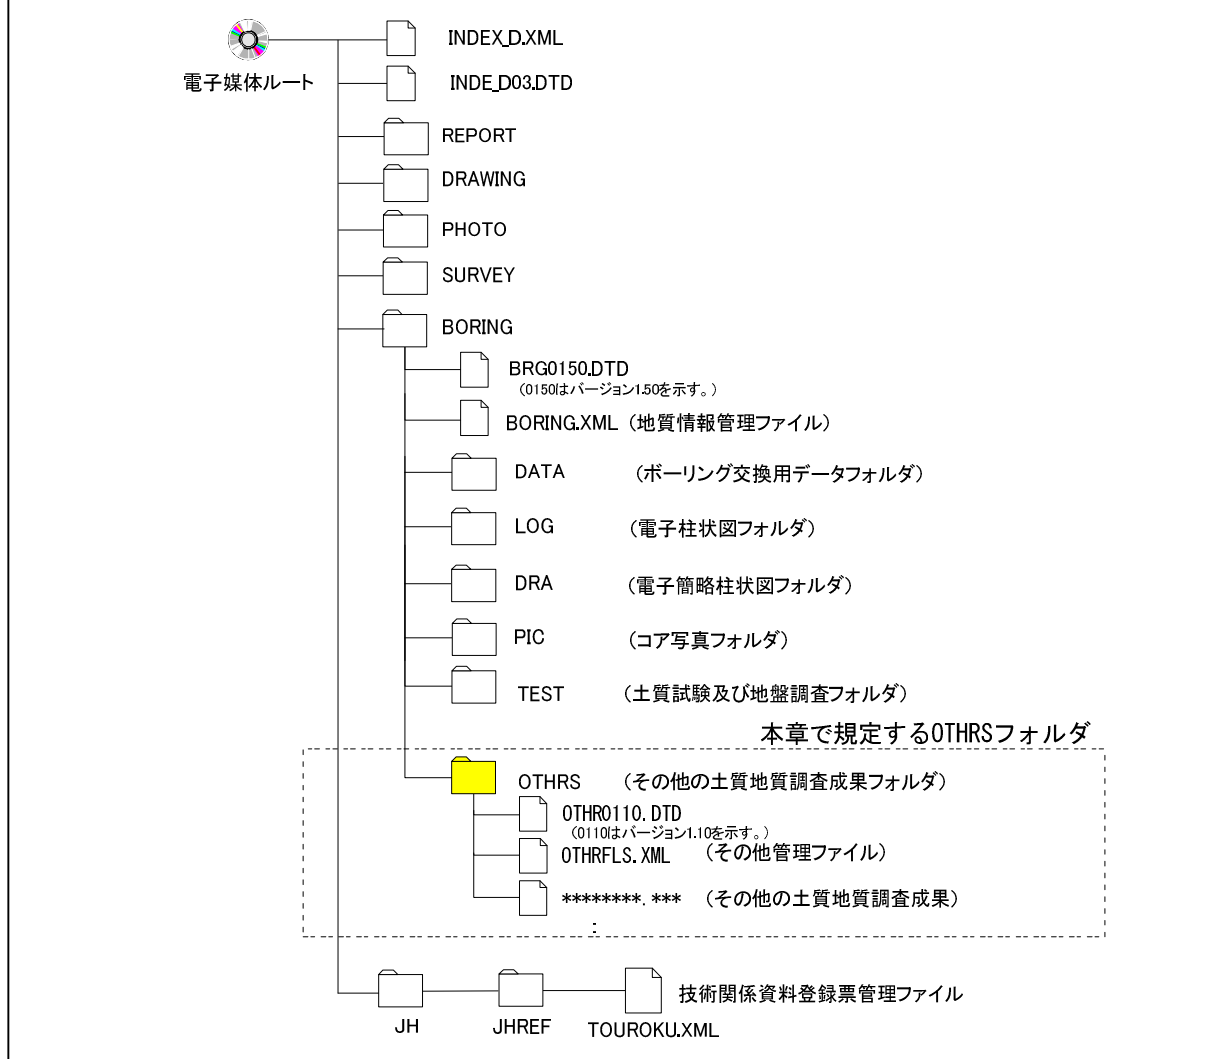 INDEX_D.XML
電子媒体ルート
INDE_D03.DTD
REPORT
DRAWING
PHOTO
SURVEY
BORING
BRG0150.DTD
（0150はバージョン1.50を示す。）
BORING.XML（地質情報管理ファイル）
DATA （ボーリング交換用データフォルダ）
LOG （電子柱状図フォルダ）
DRA （電子簡略柱状図フォルダ）
PIC （コア写真フォルダ）
TEST （土質試験及び地盤調査フォルダ）
本章で規定するOTHRSフォルダ
OTHRS （その他の土質地質調査成果フォルダ）
OTHR0110.DTD
（0110はバージョン1.10を示す。）
OTHRFLS.XML （その他管理ファイル）
********.*** （その他の土質地質調査成果）
:
技術関係資料登録票管理ファイル
JH JHREF TOUROKU.XML